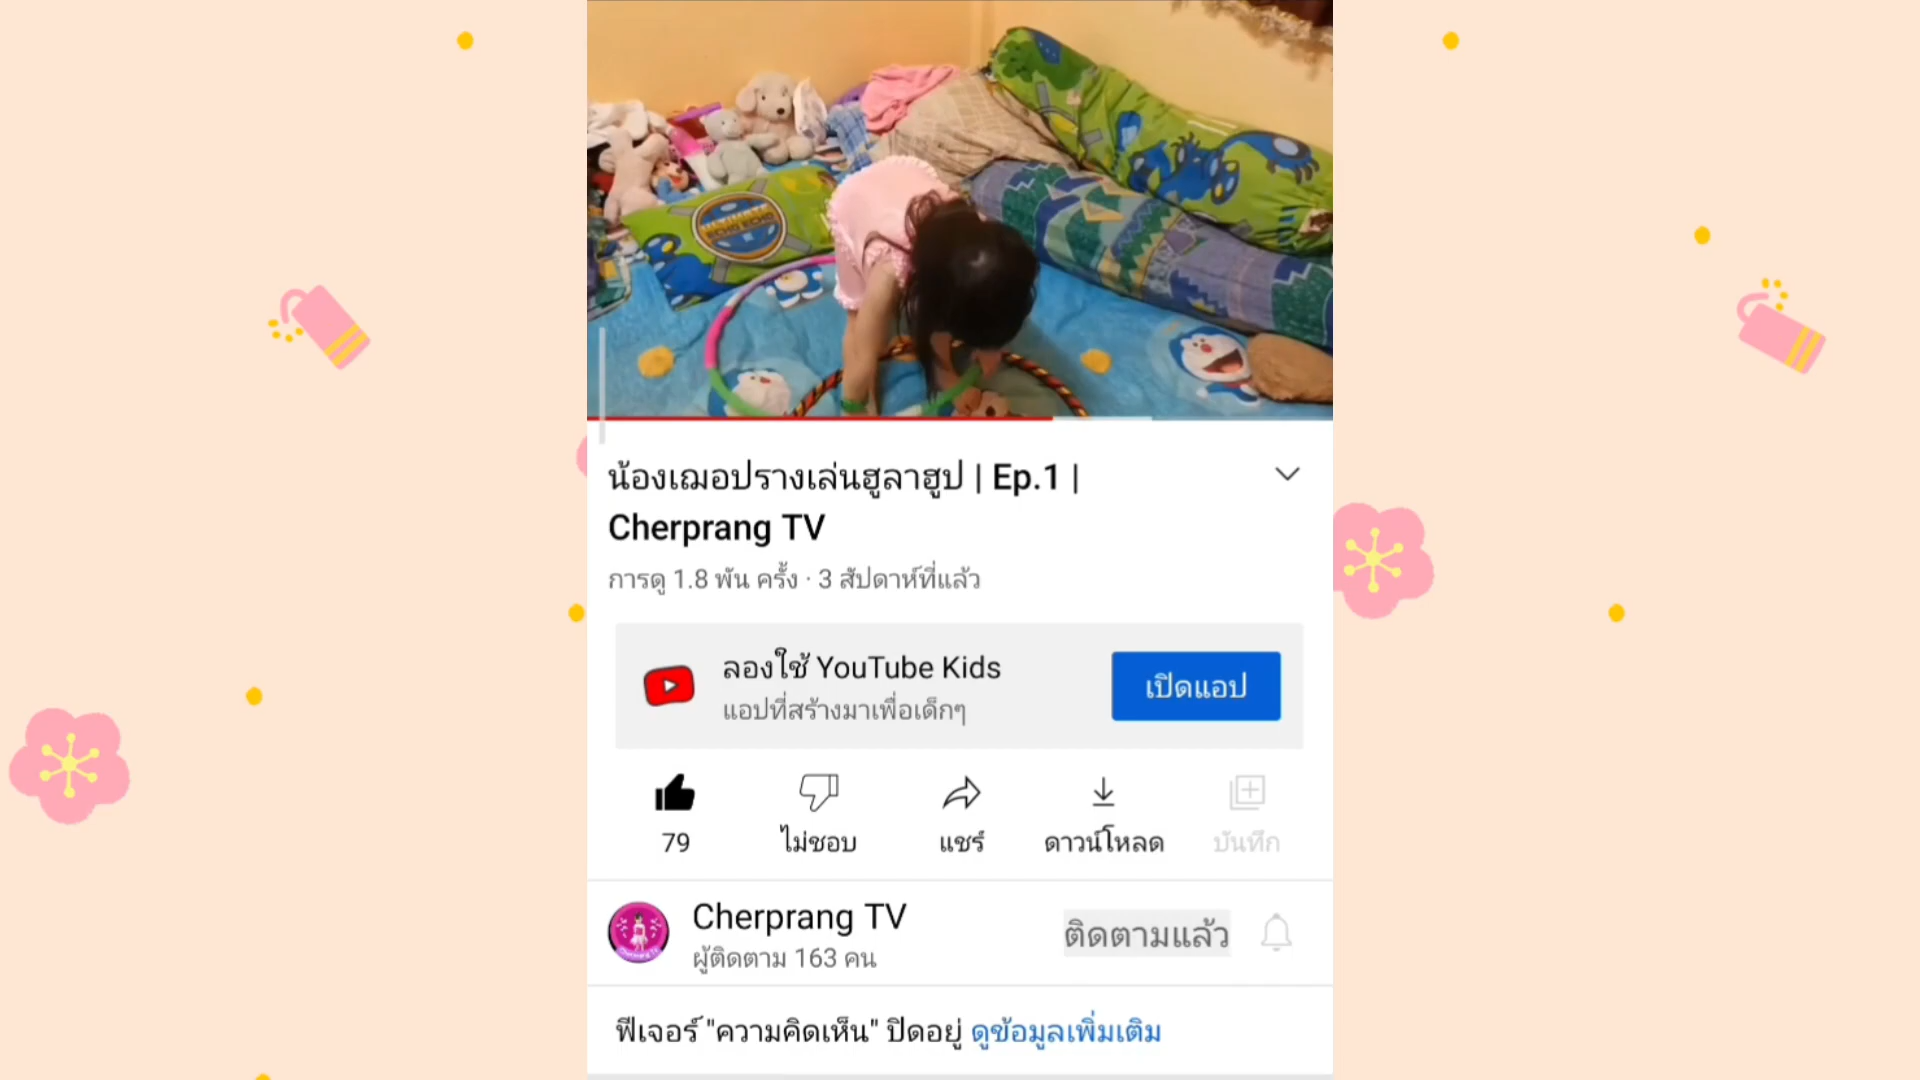 น้องเฌอปรางเล่นฮูลาฮูป | Ep.1 |
Cherprang TV
การดู 1.8 พัน ครั้ง · 3 สัปดาห์ที่แล้ว
ลองใช้ YouTube Kids
แอปที่สร้างมาเพื่อเด็กๆ
เปิดแอป
79
ไม่ชอบ
แชร์
ดาวน์โหลด
บันทึก
Cherprang TV
ผู้ติดตาม 163 คน
ติดตามแล้ว
ฟีเจอร์ "ความคิดเห็น" ปิดอยู่ ดูข้อมูลเพิ่มเติม